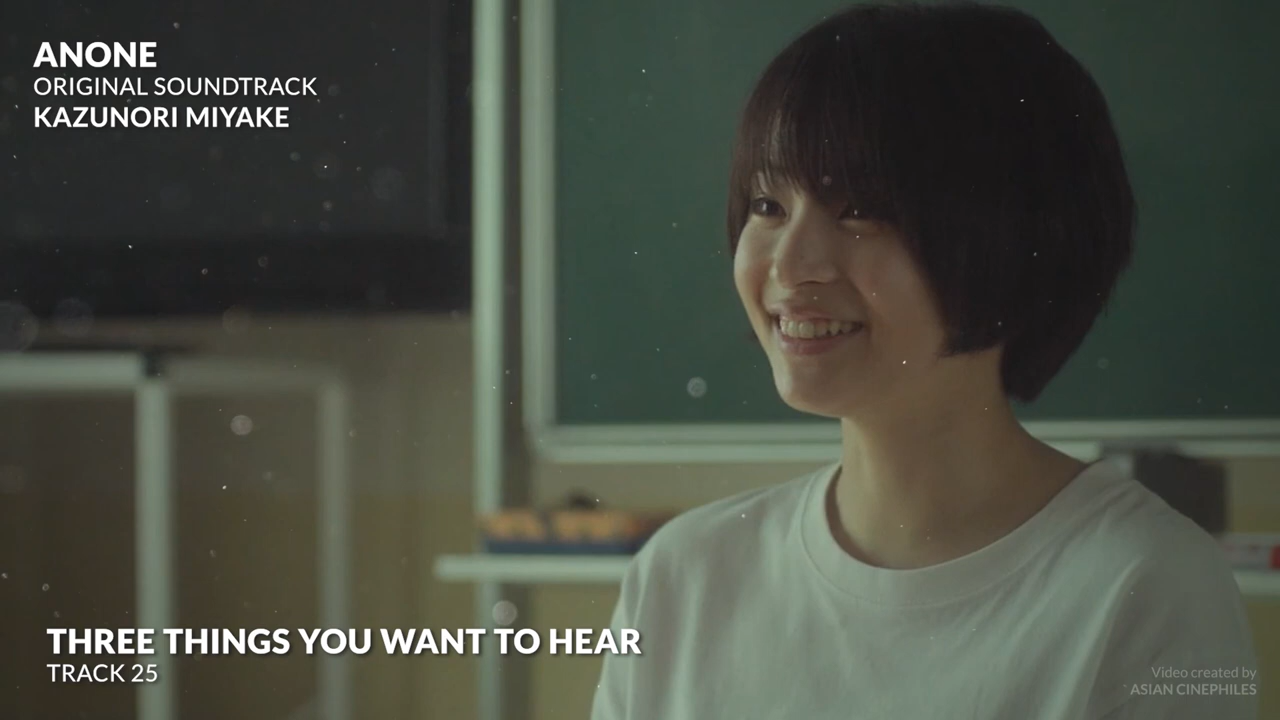 ANONE
ORIGINAL SOUNDTRACK
KAZUNORI MIYAKE
THREE THINGS YOU WANT TO HEAR
TRACK 25
Video created by
ASIAN CINEPHILES